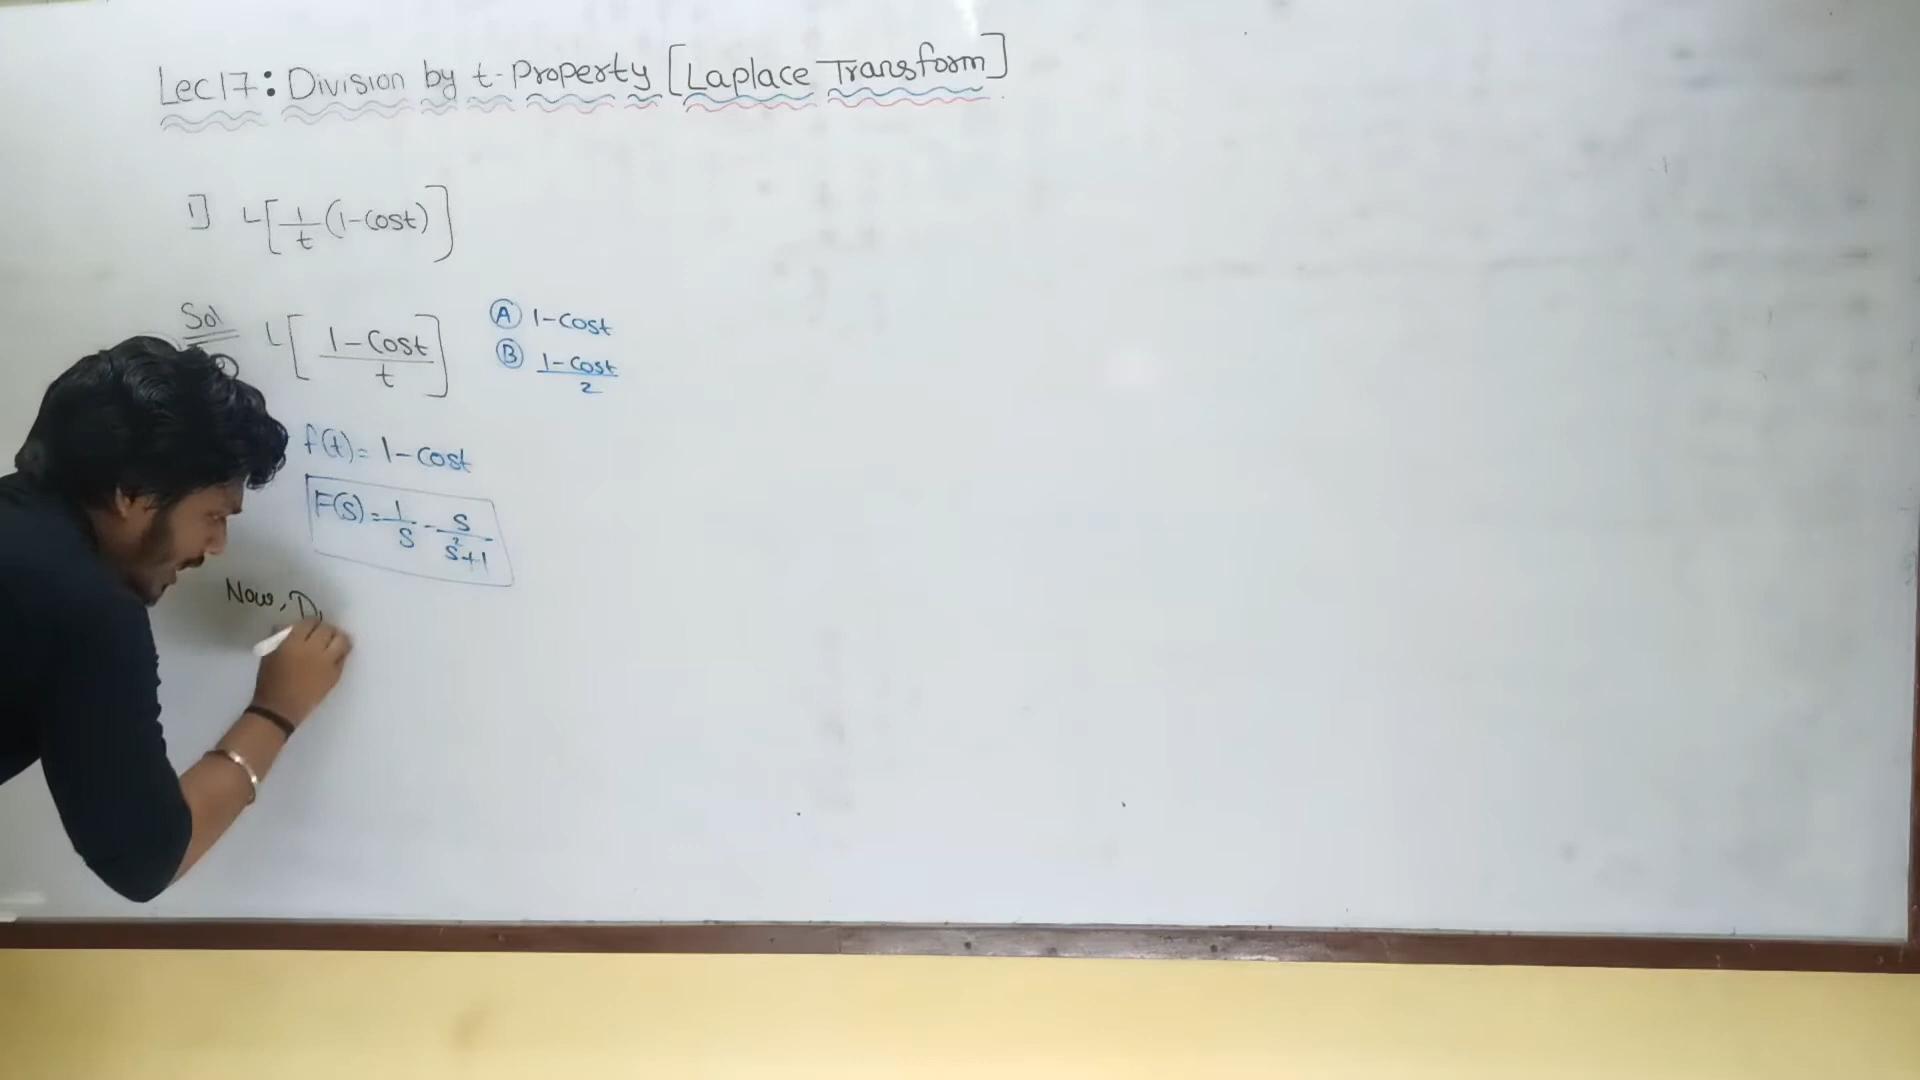 Lec17: Division by t-Property [Laplace Transform]
1] L[1/t (1-cost)]
Sol
L[(1-cost)/t]
Ⓐ 1-cost
Ⓑ (1-cost)/2
f(t)= 1-cost
F(s)= 1/s - s/(s²+1)
Now,